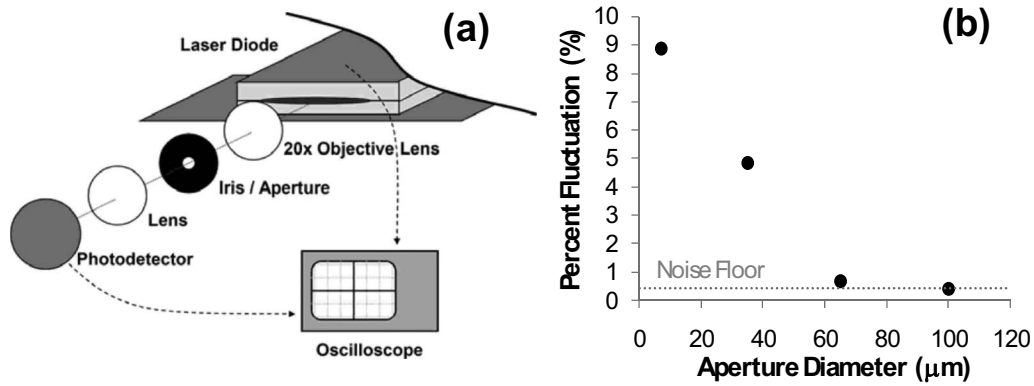 (a)
Laser Diode
20x Objective Lens
Iris / Aperture
Lens
Photodetector
Oscilloscope
(b)
Percent Fluctuation (%)
10
9
8
7
6
5
4
3
2
1
0
Noise Floor
0 20 40 60 80 100 120
Aperture Diameter (μm)